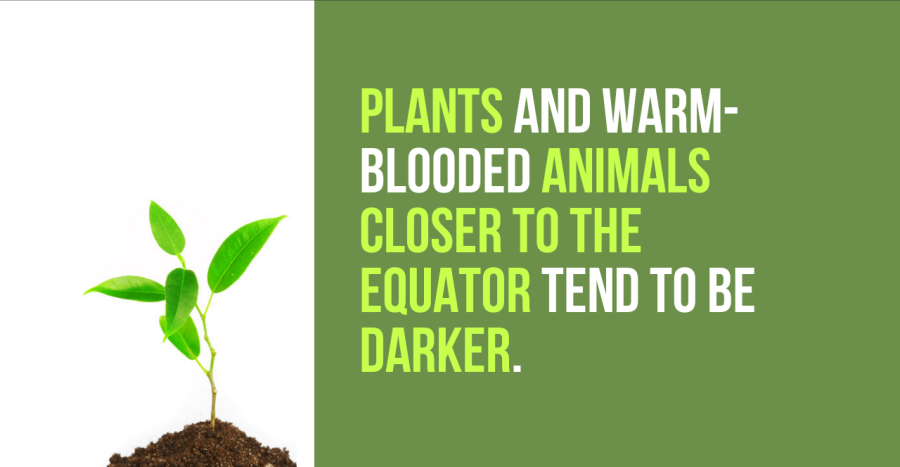 PLANTS AND WARM-
BLOODED ANIMALS
CLOSER TO THE
EQUATOR TEND TO BE
DARKER.